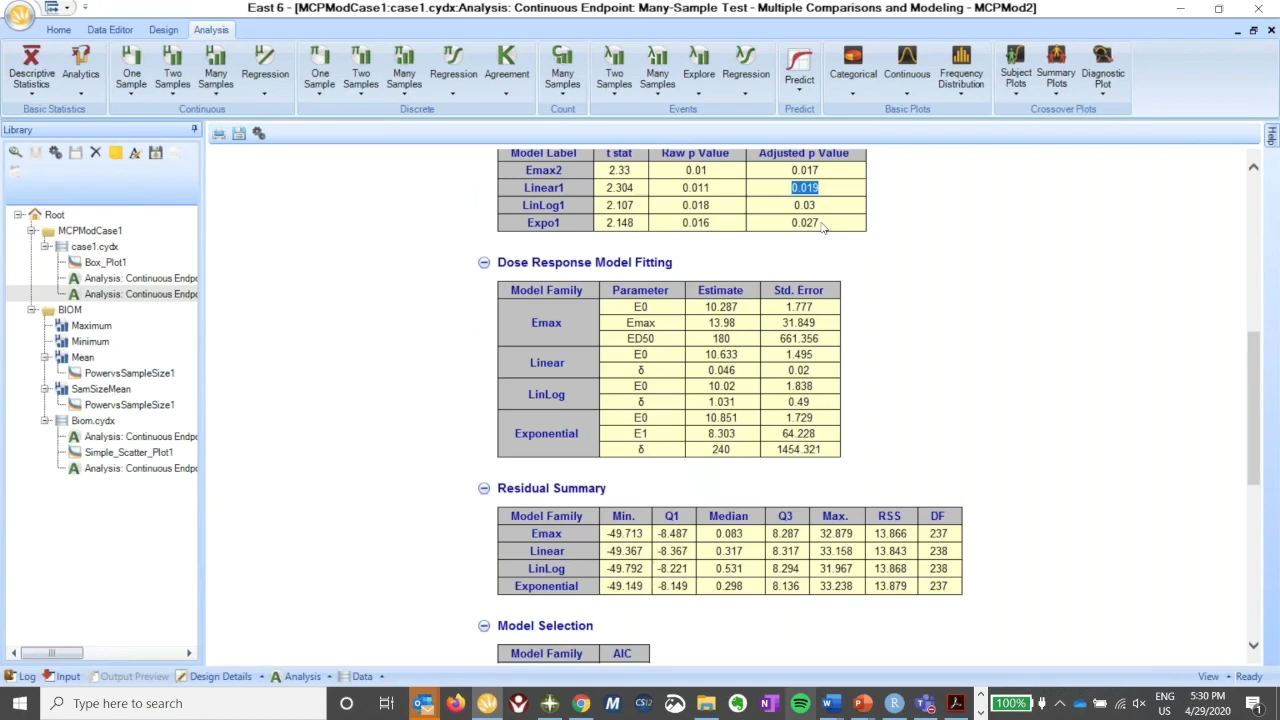 East 6 - [MCPModCase1:case1.cydx:Analysis: Continuous Endpoint: Many-Sample Test - Multiple Comparisons and Modeling - MCPMod2]
Home Data Editor Design Analysis
Descriptive Statistics Analytics One Sample Two Samples Many Samples Regression One Sample Two Samples Many Samples Regression Agreement Many Samples Two Samples Many Samples Explore Regression Predict Categorical Continuous Frequency Distribution Subject Plots Summary Plots Diagnostic Plot
Basic Statistics Continuous Discrete Count Events Predict Basic Plots Crossover Plots
Library
Help
Root
MCPModCase1
case1.cydx
Box_Plot1
Analysis: Continuous Endpo
Analysis: Continuous Endpo
BIOM
Maximum
Minimum
Mean
PowervsSampleSize1
SamSizeMean
PowervsSampleSize1
Biom.cydx
Analysis: Continuous Endpo
Simple_Scatter_Plot1
Analysis: Continuous Endpo
Model Label t stat Raw p Value Adjusted p Value
Emax2 2.33 0.01 0.017
Linear1 2.304 0.011 0.019
LinLog1 2.107 0.018 0.03
Expo1 2.148 0.016 0.027
Dose Response Model Fitting
Model Family Parameter Estimate Std. Error
Emax E0 10.287 1.777
Emax 13.98 31.849
ED50 180 661.356
Linear E0 10.633 1.495
δ 0.046 0.02
LinLog E0 10.02 1.838
δ 1.031 0.49
Exponential E0 10.851 1.729
E1 8.303 64.228
δ 240 1454.321
Residual Summary
Model Family Min. Q1 Median Q3 Max. RSS DF
Emax -49.713 -8.487 0.083 8.287 32.879 13.866 237
Linear -49.367 -8.367 0.317 8.317 33.158 13.843 238
LinLog -49.792 -8.221 0.531 8.294 31.967 13.868 238
Exponential -49.149 -8.149 0.298 8.136 33.238 13.879 237
Model Selection
Model Family AIC
Log Input Output Preview Design Details Analysis Data View Ready
Type here to search 100% ENG 5:30 PM
US 4/29/2020